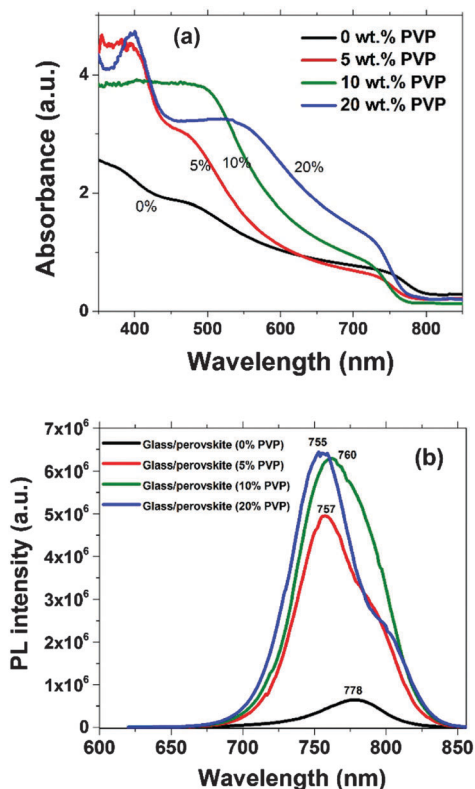 (a)
0 wt.% PVP
5 wt.% PVP
10 wt.% PVP
20 wt.% PVP
Absorbance (a.u.)
4
2
0
0%
5%
10%
20%
400 500 600 700 800
Wavelength (nm)
(b)
Glass/perovskite (0% PVP)
Glass/perovskite (5% PVP)
Glass/perovskite (10% PVP)
Glass/perovskite (20% PVP)
755
760
757
778
PL intensity (a.u.)
7x10⁶
6x10⁶
5x10⁶
4x10⁶
3x10⁶
2x10⁶
1x10⁶
0
600 650 700 750 800 850
Wavelength (nm)